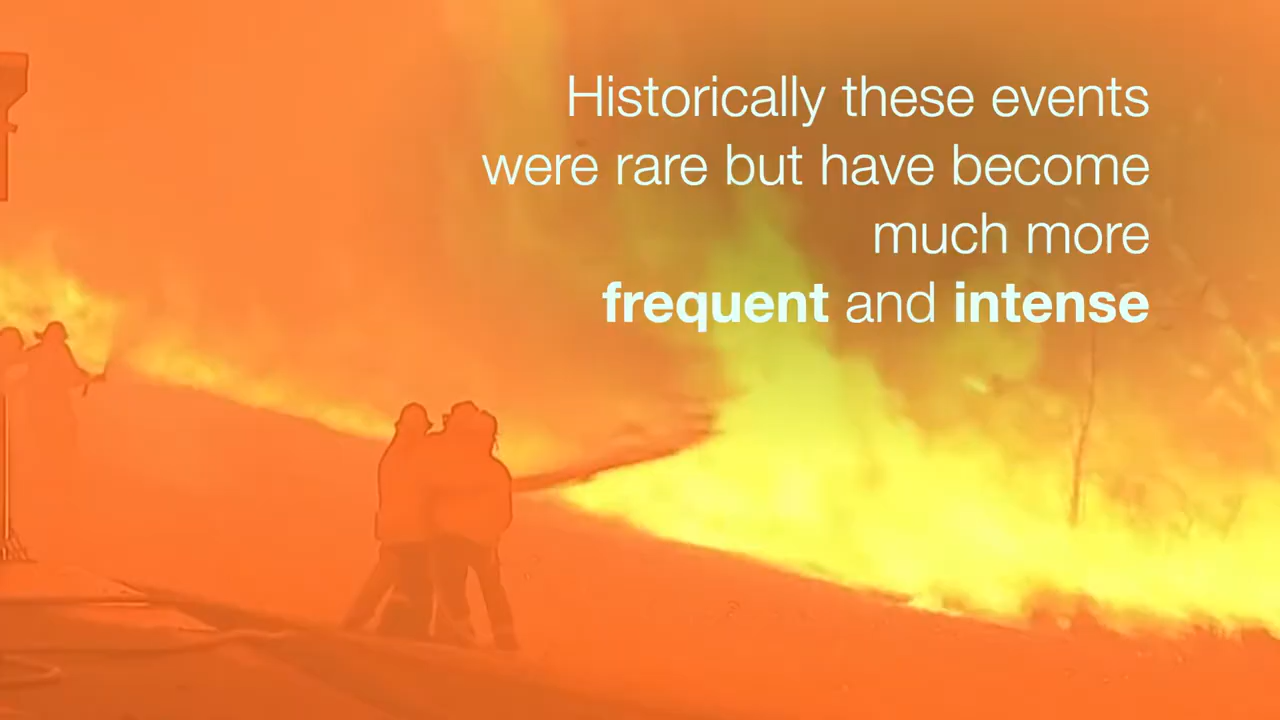 Historically these events
were rare but have become
much more
frequent and intense